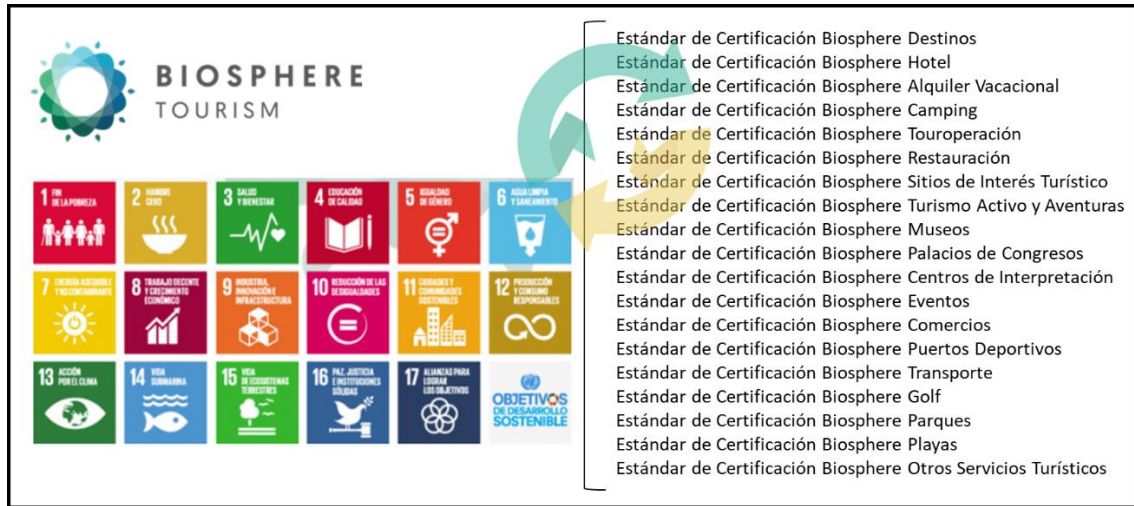 BIOSPHERE
TOURISM
1 FIN
DE LA POBREZA
2 HAMBRE
CERO
3 SALUD
Y BIENESTAR
4 EDUCACIÓN
DE CALIDAD
5 IGUALDAD
DE GÉNERO
6 AGUA LIMPIA
Y SANEAMIENTO
7 ENERGÍA ASEQUIBLE
Y NO CONTAMINANTE
8 TRABAJO DECENTE
Y CRECIMIENTO
ECONÓMICO
9 INDUSTRIA,
INNOVACIÓN E
INFRAESTRUCTURA
10 REDUCCIÓN DE LAS
DESIGUALDADES
11 CIUDADES Y
COMUNIDADES
SOSTENIBLES
12 PRODUCCIÓN
Y CONSUMO
RESPONSABLES
13 ACCIÓN
POR EL CLIMA
14 VIDA
SUBMARINA
15 VIDA
DE ECOSISTEMAS
TERRESTRES
16 PAZ, JUSTICIA
E INSTITUCIONES
SÓLIDAS
17 ALIANZAS PARA
LOGRAR
LOS OBJETIVOS
OBJETIVOS
DE DESARROLLO
SOSTENIBLE
Estándar de Certificación Biosphere Destinos
Estándar de Certificación Biosphere Hotel
Estándar de Certificación Biosphere Alquiler Vacacional
Estándar de Certificación Biosphere Camping
Estándar de Certificación Biosphere Touroperación
Estándar de Certificación Biosphere Restauración
Estándar de Certificación Biosphere Sitios de Interés Turístico
Estándar de Certificación Biosphere Turismo Activo y Aventuras
Estándar de Certificación Biosphere Museos
Estándar de Certificación Biosphere Palacios de Congresos
Estándar de Certificación Biosphere Centros de Interpretación
Estándar de Certificación Biosphere Eventos
Estándar de Certificación Biosphere Comercios
Estándar de Certificación Biosphere Puertos Deportivos
Estándar de Certificación Biosphere Transporte
Estándar de Certificación Biosphere Golf
Estándar de Certificación Biosphere Parques
Estándar de Certificación Biosphere Playas
Estándar de Certificación Biosphere Otros Servicios Turísticos